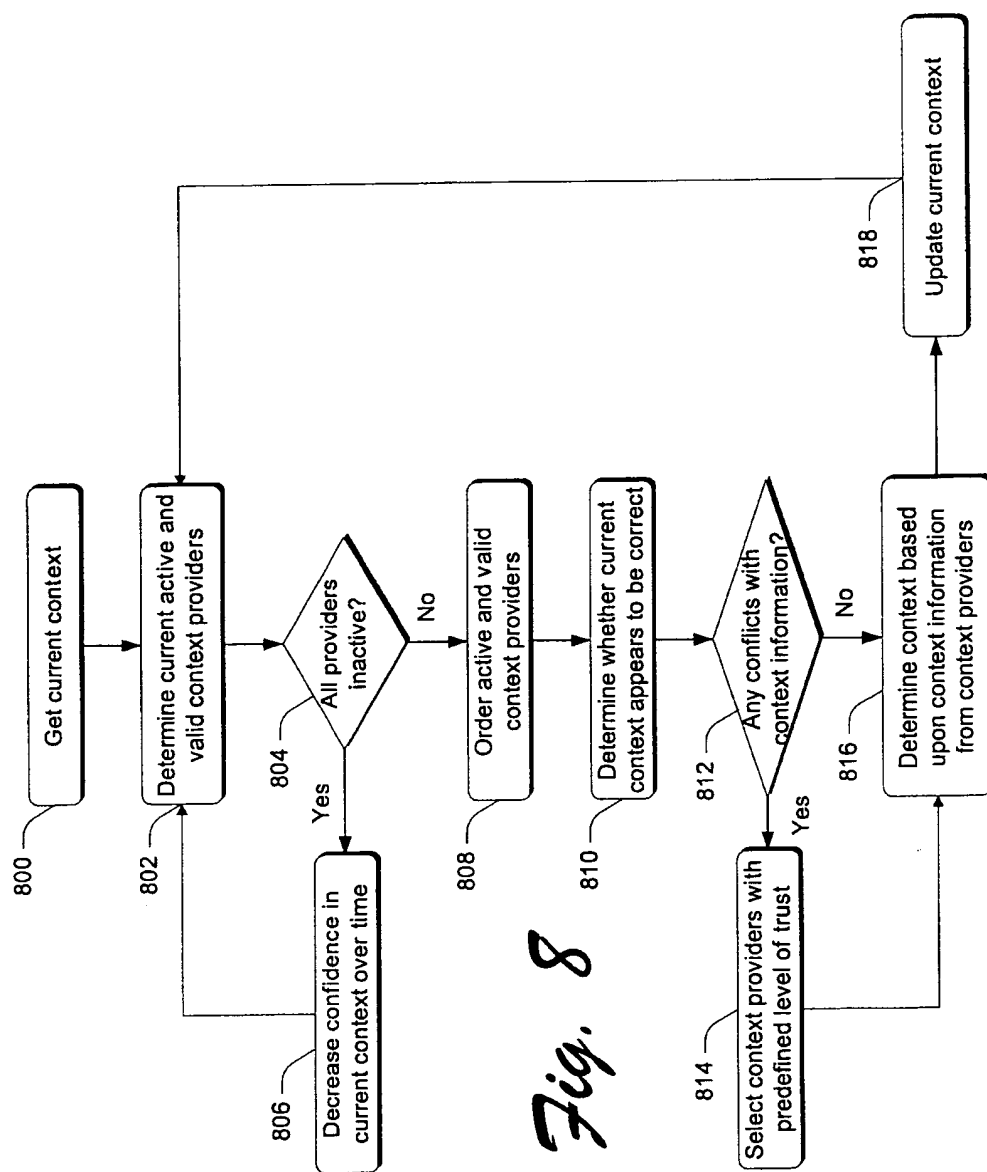 800
Get current context
802
Determine current active and
valid context providers
804
All providers
inactive?
Yes
No
806
Decrease confidence in
current context over time
808
Order active and valid
context providers
810
Determine whether current
context appears to be correct
812
Any conflicts with
context information?
Yes
No
814
Select context providers with
predefined level of trust
816
Determine context based
upon context information
from context providers
818
Update current context
Fig. 8